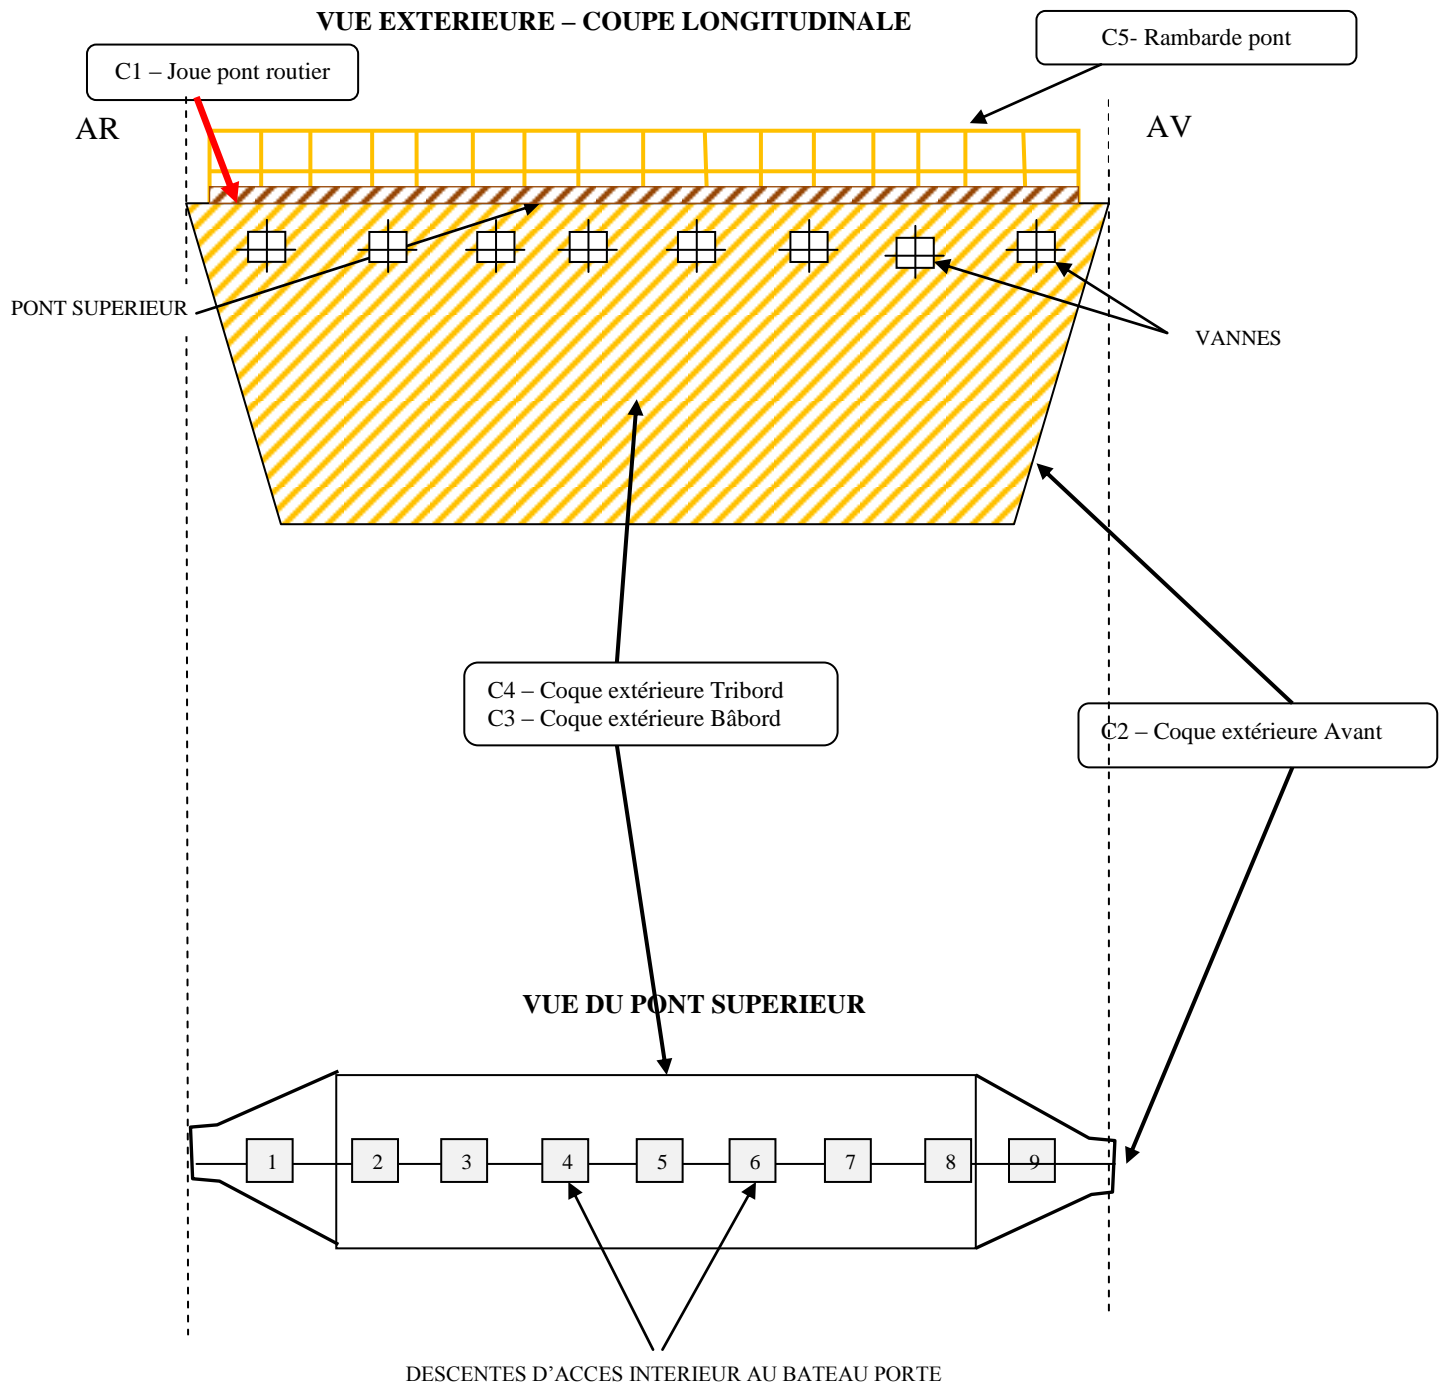 VUE EXTERIEURE – COUPE LONGITUDINALE
C5- Rambarde pont
C1 – Joue pont routier
AR
AV
PONT SUPERIEUR
VANNES
C4 – Coque extérieure Tribord
C3 – Coque extérieure Bâbord
C2 – Coque extérieure Avant
VUE DU PONT SUPERIEUR
1 2 3 4 5 6 7 8 9
DESCENTES D’ACCES INTERIEUR AU BATEAU PORTE